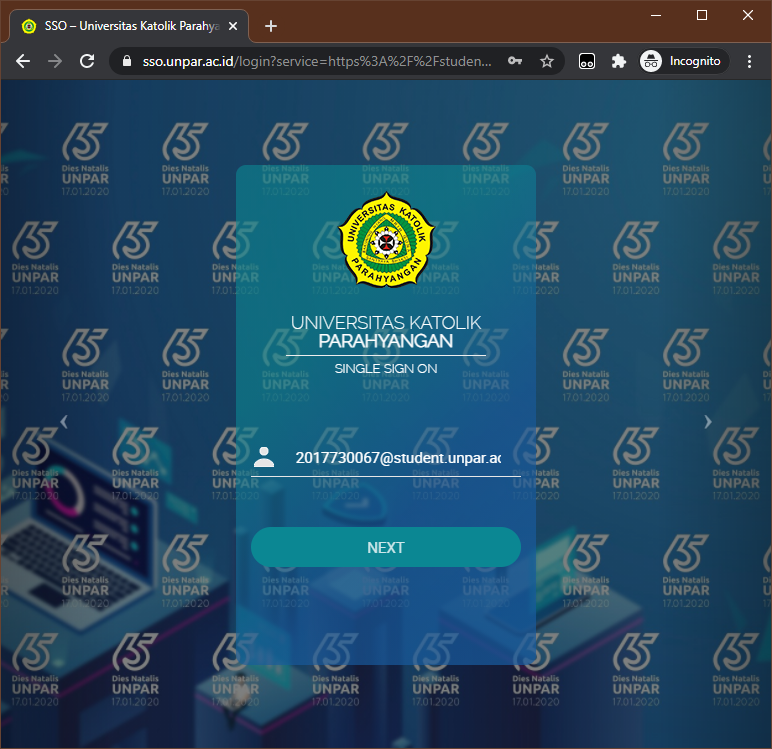 SSO – Universitas Katolik Parahya
sso.unpar.ac.id/login?service=https%3A%2F%2Fstuden...
Incognito
65
Dies Natalis
UNPAR
17.01.2020
UNIVERSITAS KATOLIK
PARAHYANGAN
UNIVERSITAS KATOLIK
PARAHYANGAN
SINGLE SIGN ON
2017730067@student.unpar.ac
NEXT